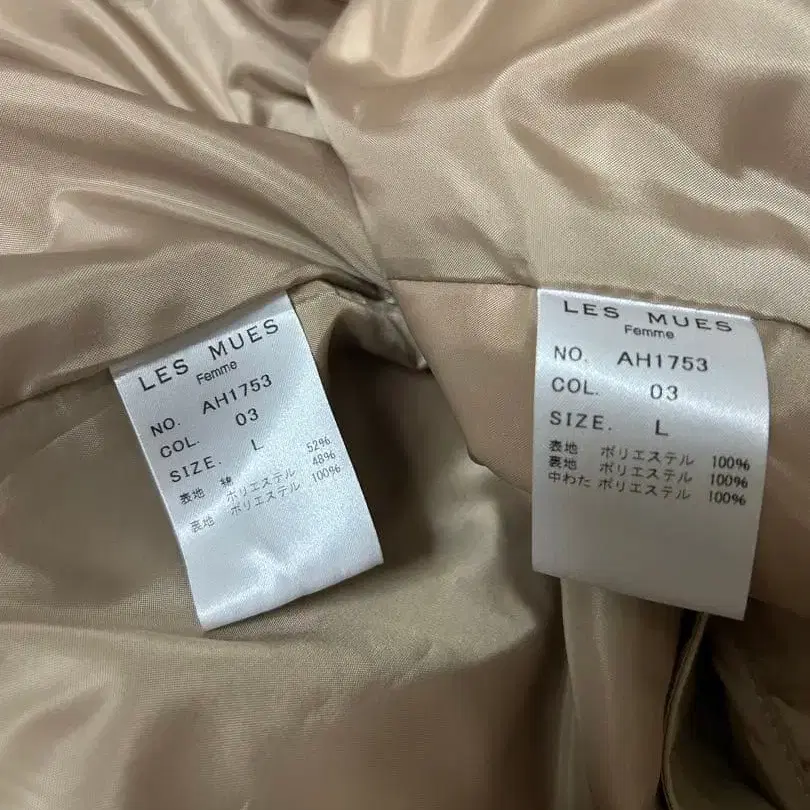 LES MUES
Femme
NO. AH1753
COL. 03
SIZE. L
表地 綿 52%
ポリエステル 48%
裏地 ポリエステル 100%
LES MUES
Femme
NO. AH1753
COL. 03
SIZE. L
表地 ポリエステル 100%
裏地 ポリエステル 100%
中わた ポリエステル 100%